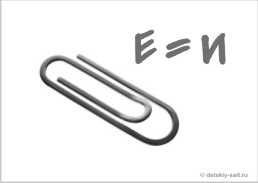 Е = И
© detskiy-sait.ru